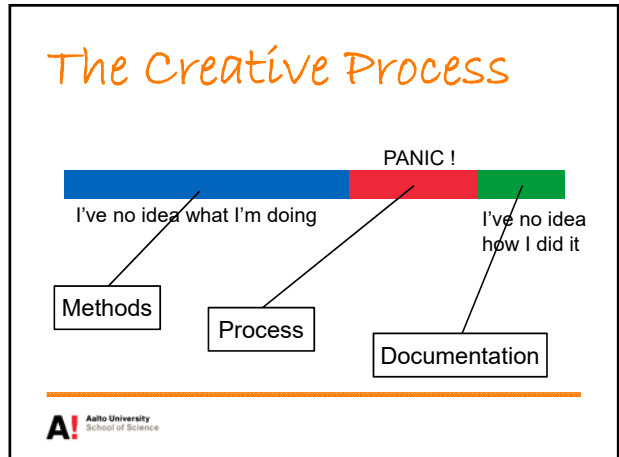 The Creative Process
PANIC !
I've no idea what I'm doing
I've no idea
how I did it
Methods
Process
Documentation
A!
Aalto University
School of Science